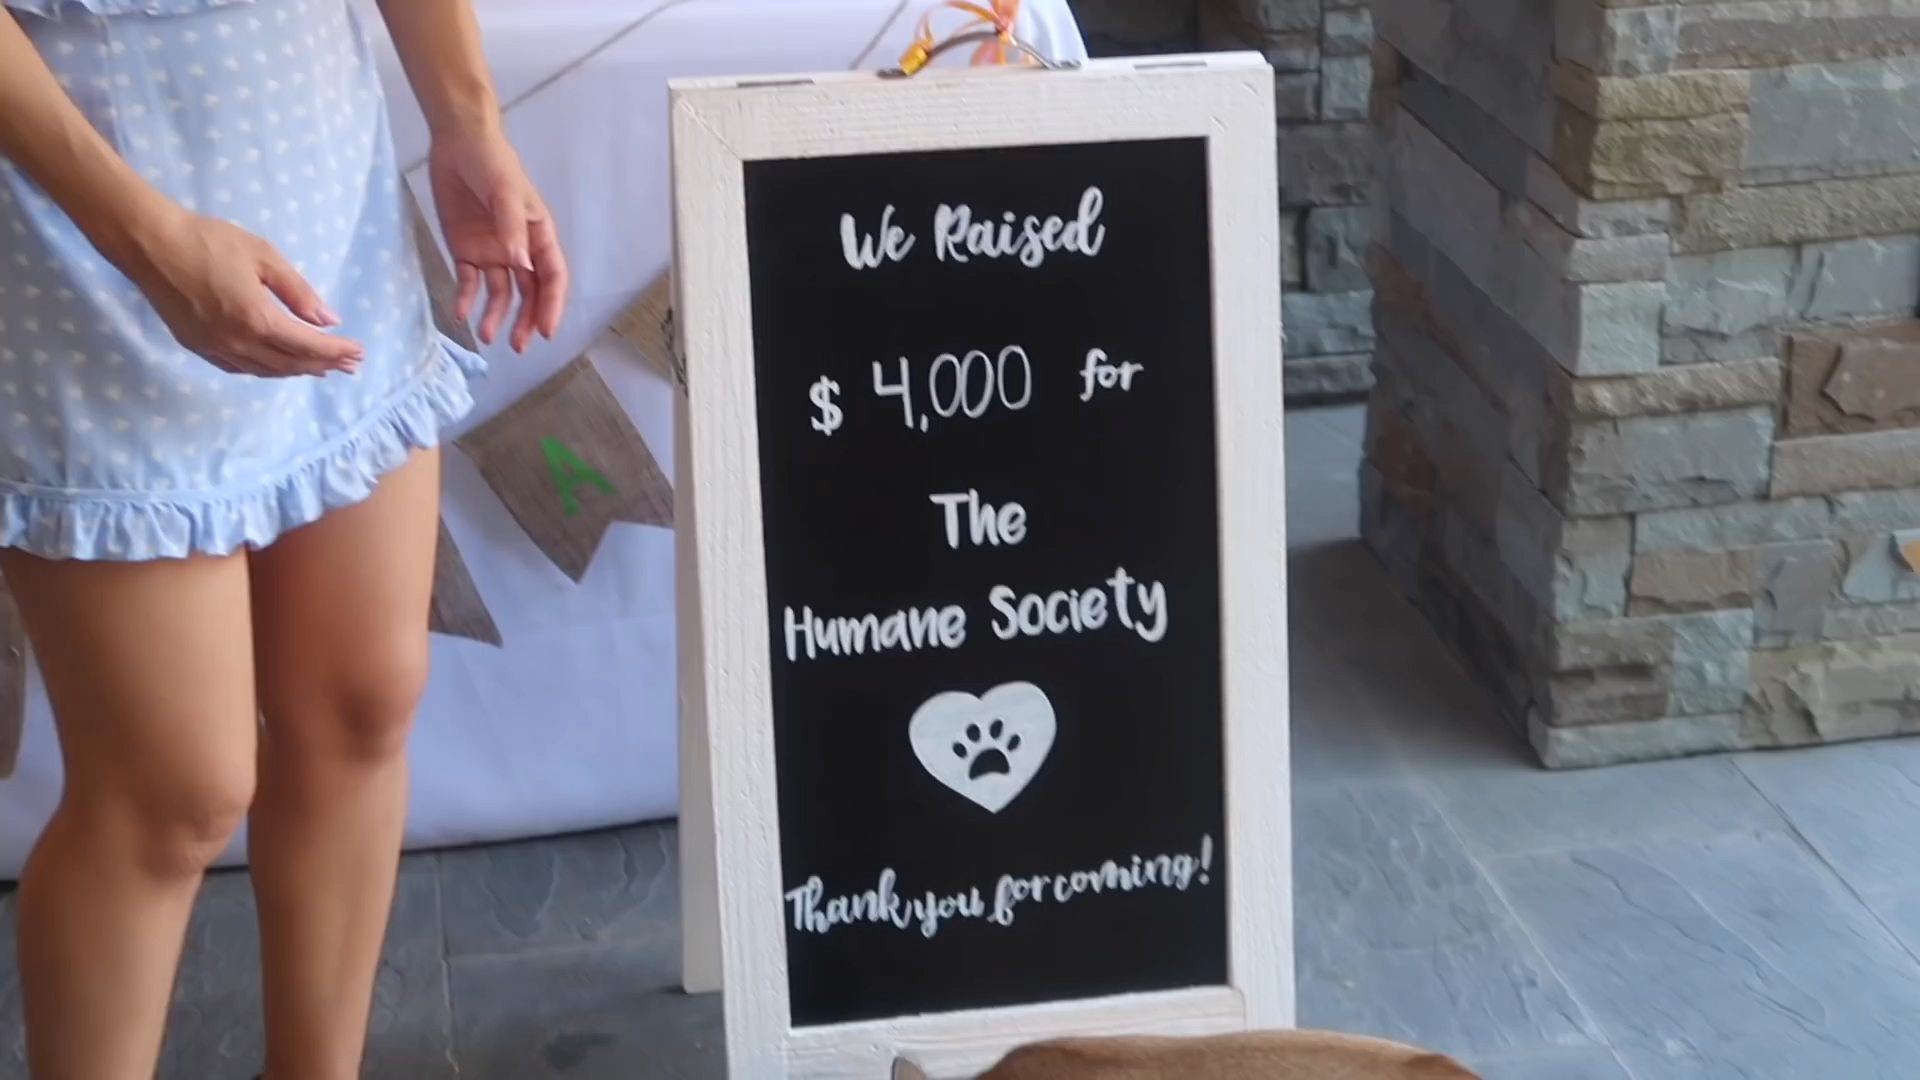 We Raised
$ 4,000 for
The
Humane Society
Thank you for coming!
A